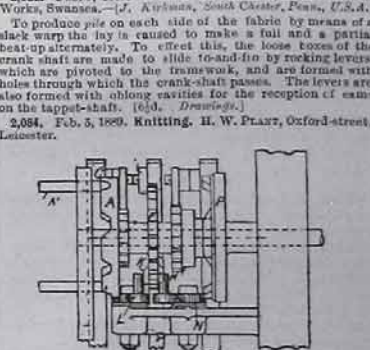 Works, Swansea.—[J. Kirkman, South Chester, Penn., U.S.A.
To produce pile on each side of the fabric by means of a
slack warp the lay is caused to make a full and a partial
beat-up alternately. To effect this, the loose boxes of the
crank shaft are made to slide to-and-fro by rocking levers
which are pivoted to the framework, and are formed with
holes through which the crank-shaft passes. The levers are
also formed with oblong cavities for the reception of cams
on the tappet-shaft. [6½d. Drawings.]
2,084. Feb. 5, 1889. Knitting. H. W. PLANT, Oxford-street,
Leicester.
A'
A
N